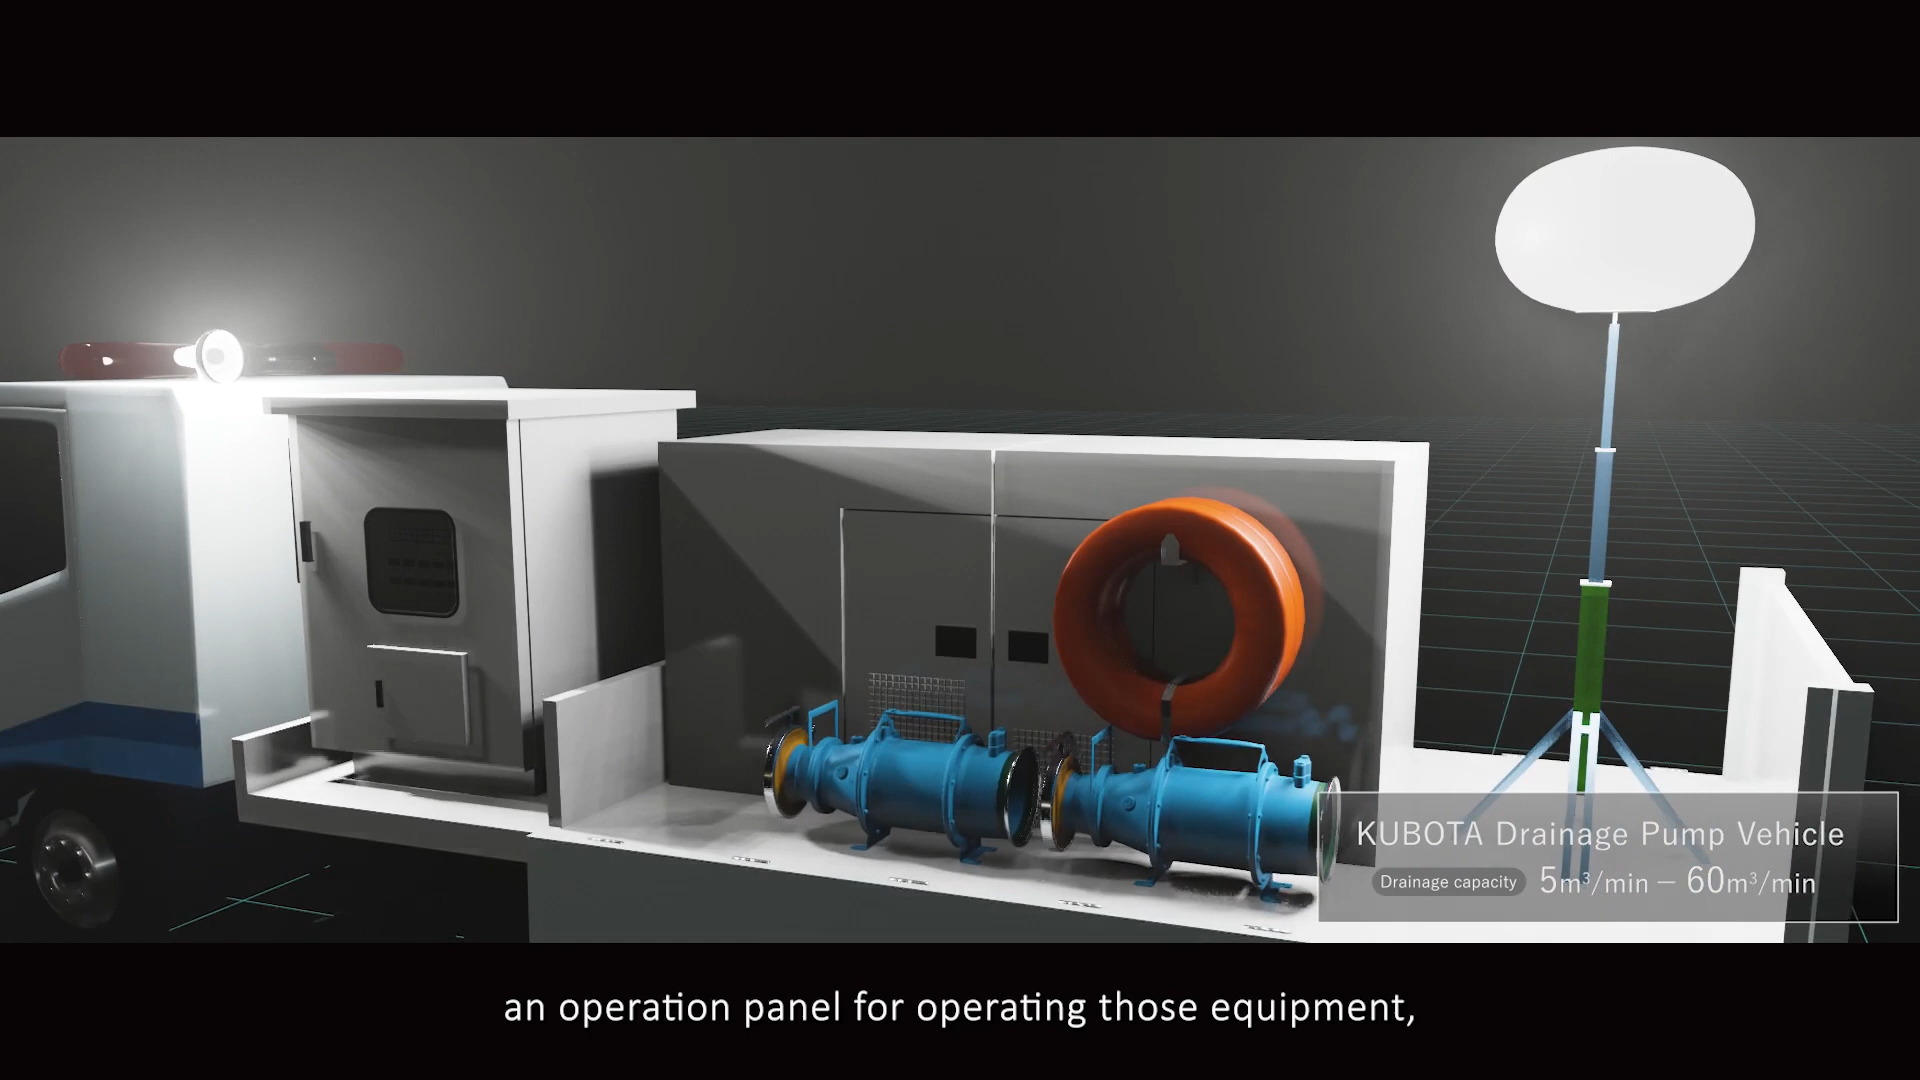 KUBOTA Drainage Pump Vehicle
Drainage capacity 5m³/min – 60m³/min
an operation panel for operating those equipment,